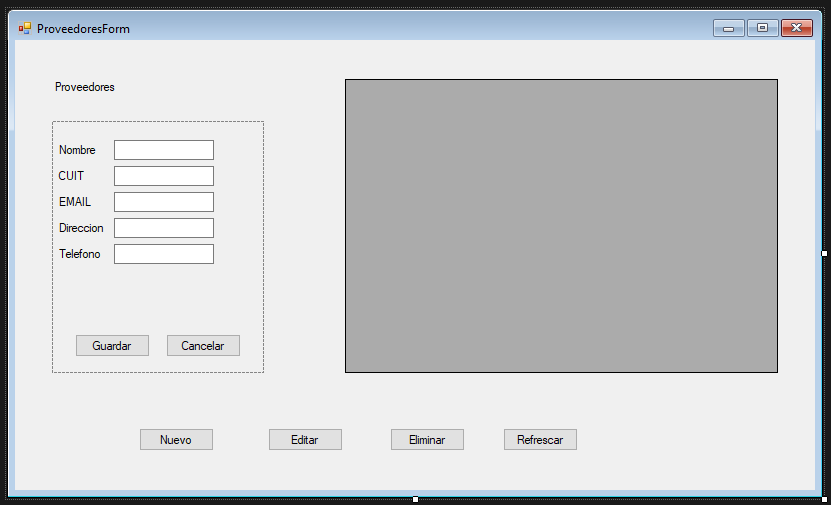 ProveedoresForm
Proveedores
Nombre
CUIT
EMAIL
Direccion
Telefono
Guardar Cancelar
Nuevo Editar Eliminar Refrescar